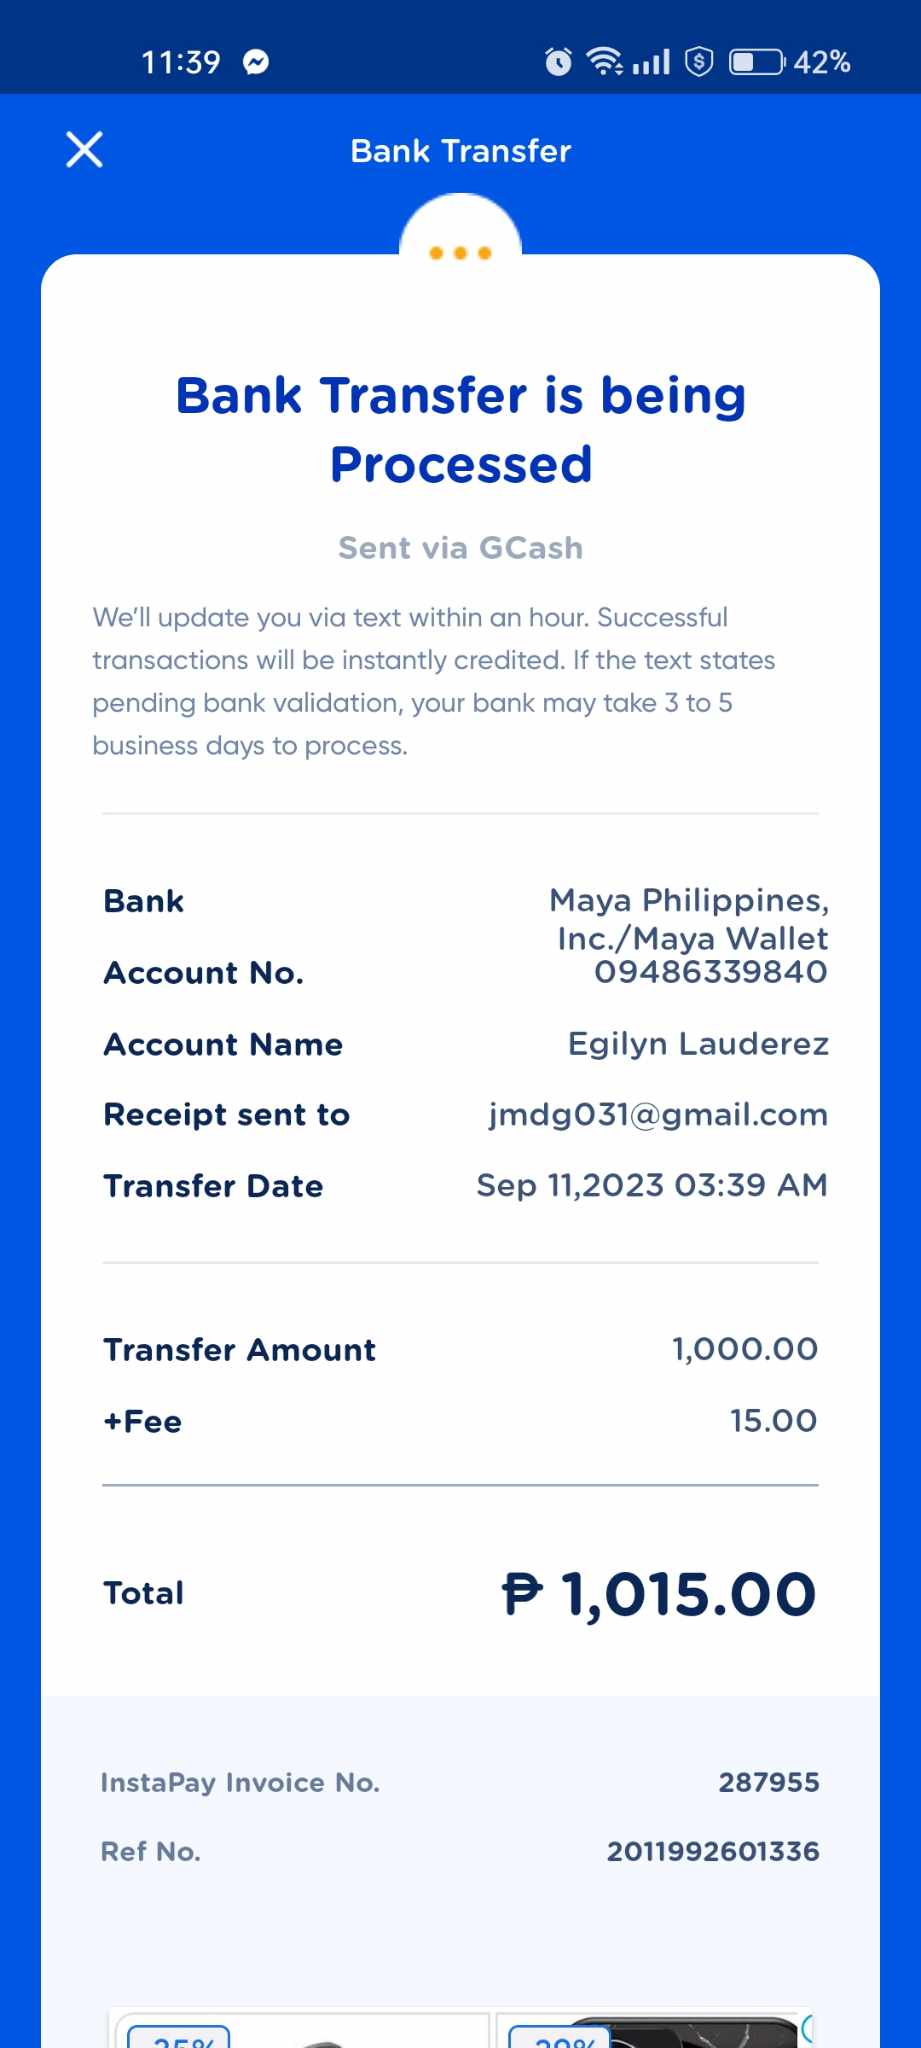 11:39
42%
Bank Transfer
Bank Transfer is being
Processed
Sent via GCash
We'll update you via text within an hour. Successful
transactions will be instantly credited. If the text states
pending bank validation, your bank may take 3 to 5
business days to process.
Bank Maya Philippines,
Inc./Maya Wallet
Account No. 09486339840
Account Name Egilyn Lauderez
Receipt sent to jmdg031@gmail.com
Transfer Date Sep 11,2023 03:39 AM
Transfer Amount 1,000.00
+Fee 15.00
Total ₱ 1,015.00
InstaPay Invoice No. 287955
Ref No. 2011992601336